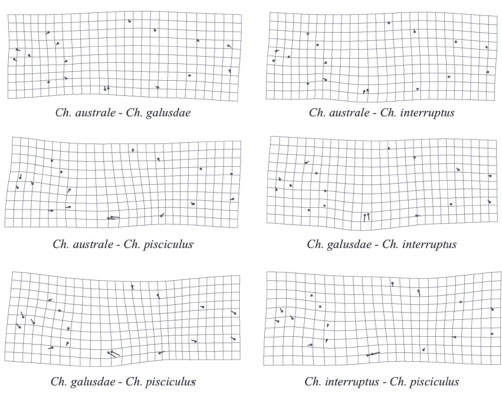 Ch. australe - Ch. galusdae
Ch. australe - Ch. interruptus
Ch. australe - Ch. pisciculus
Ch. galusdae - Ch. interruptus
Ch. galusdae - Ch. pisciculus
Ch. interruptus - Ch. pisciculus